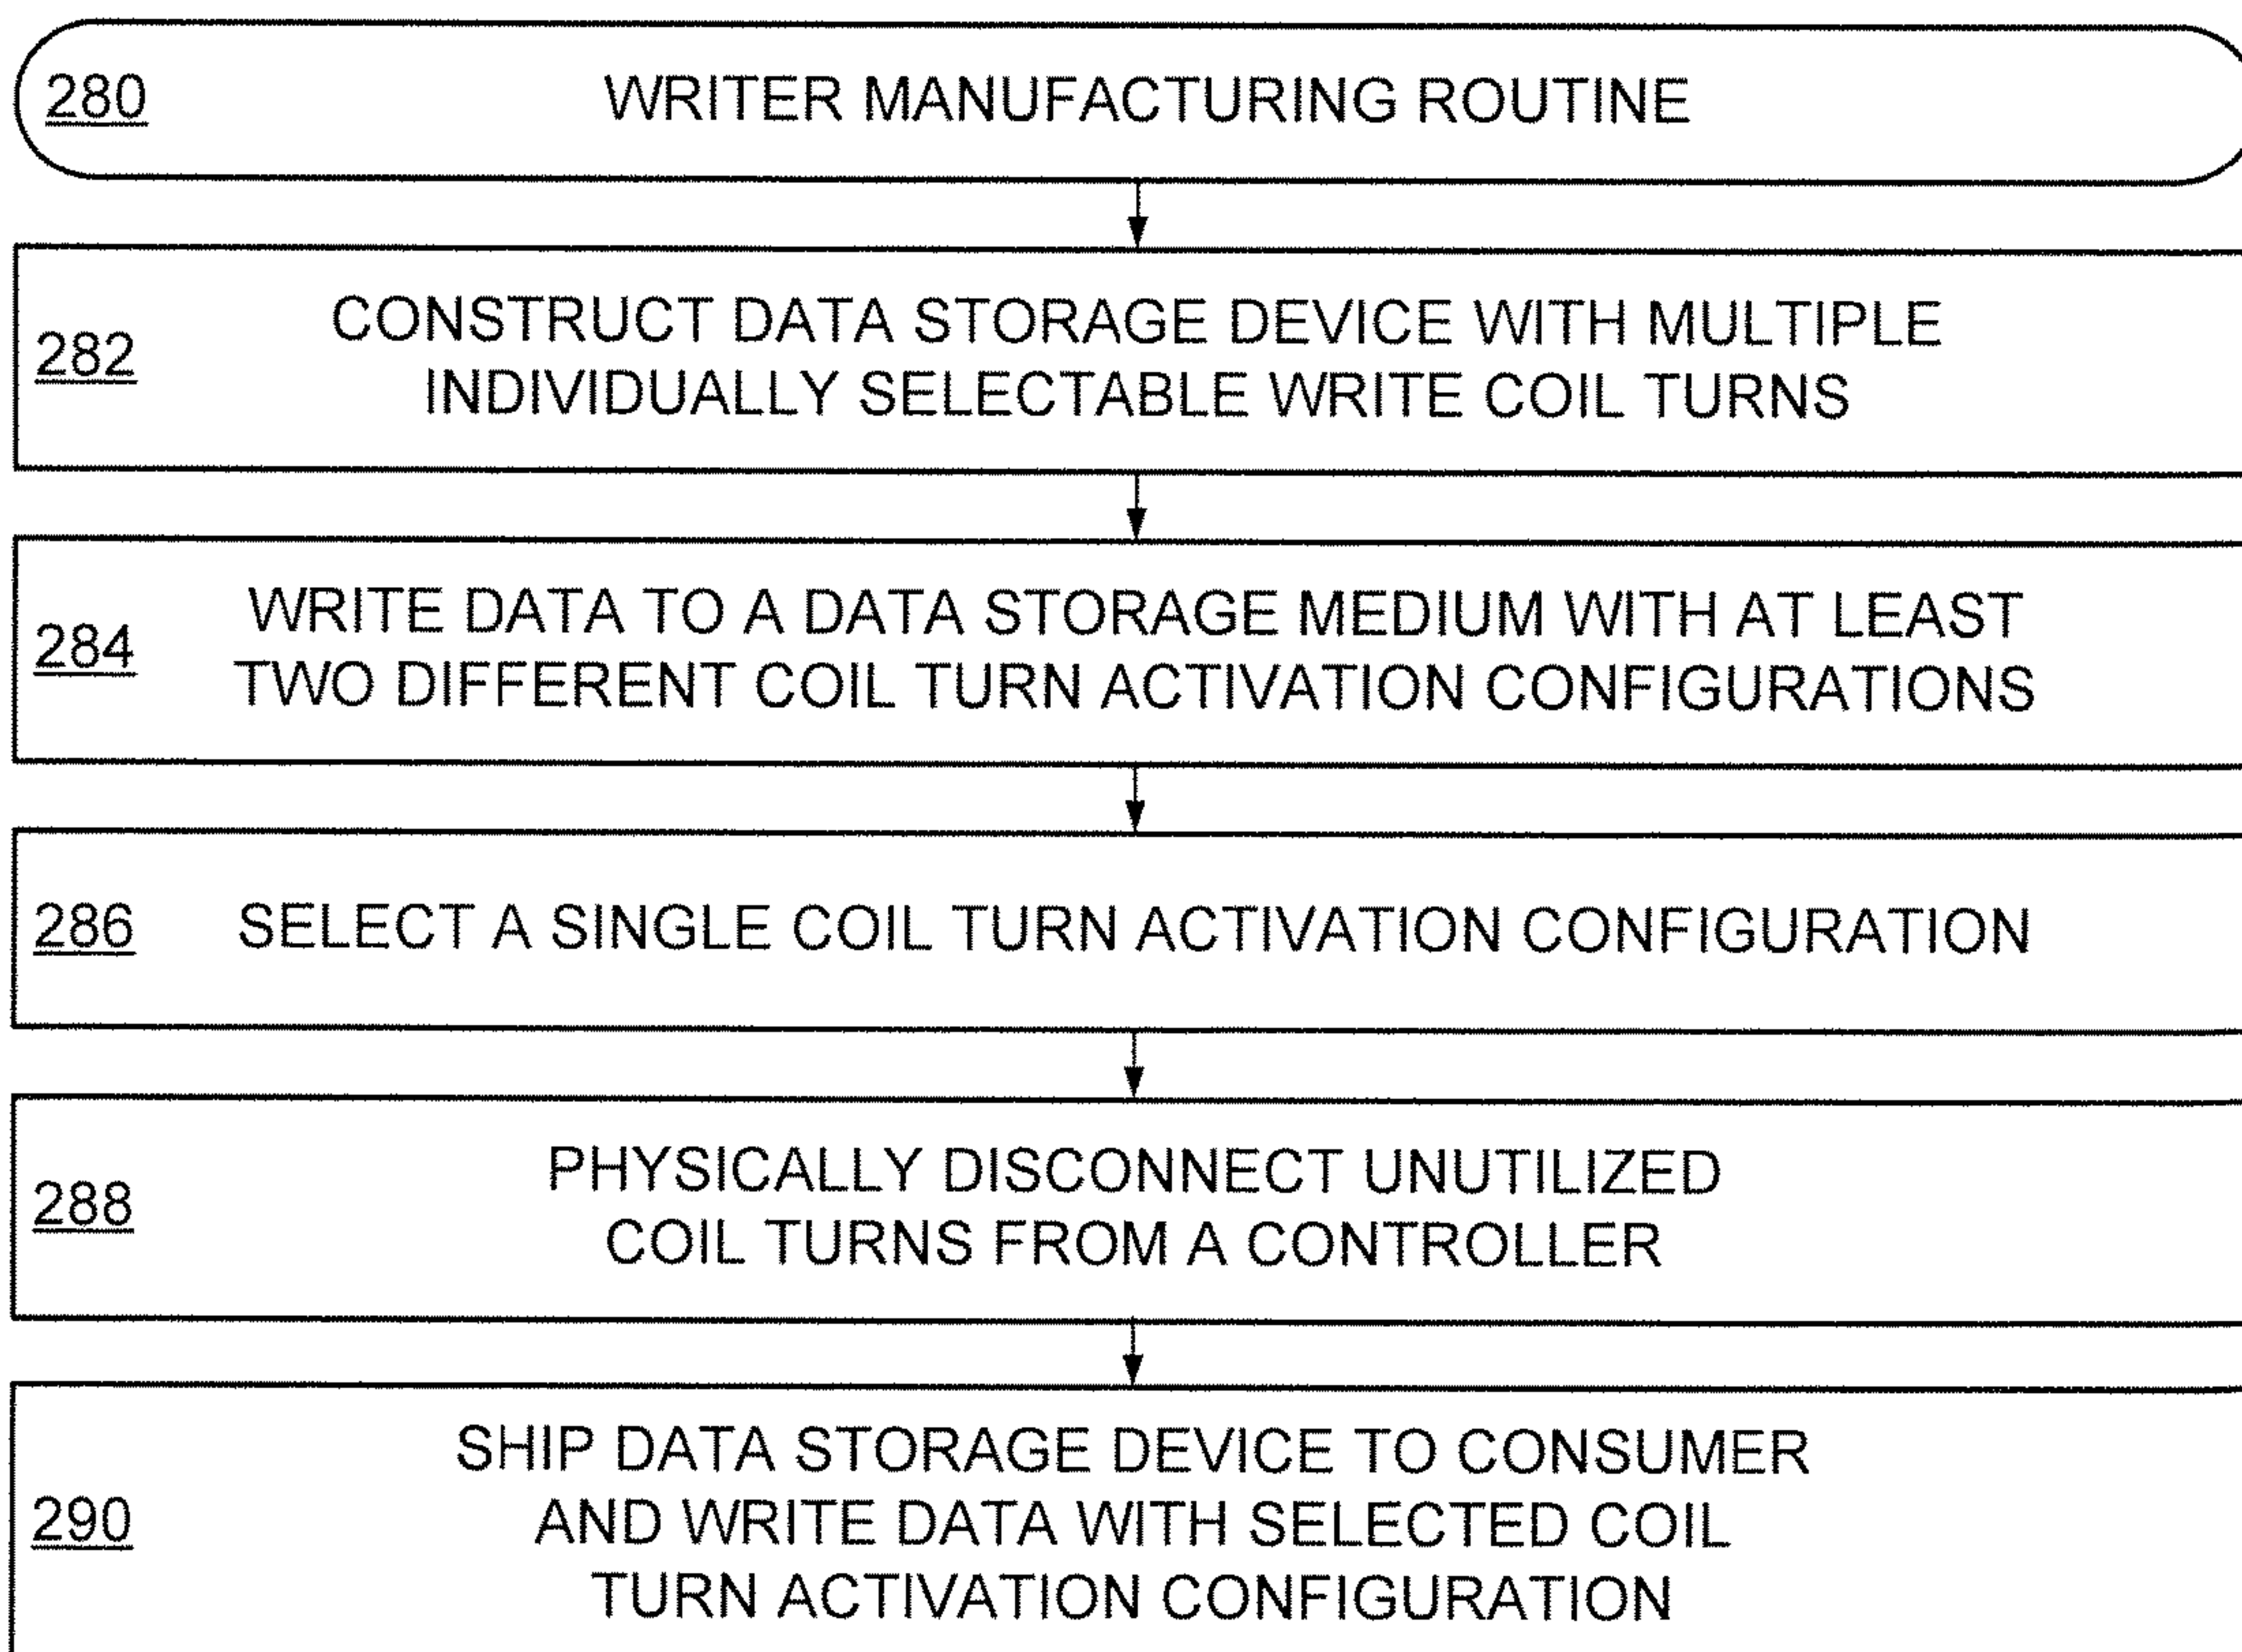 280 WRITER MANUFACTURING ROUTINE
CONSTRUCT DATA STORAGE DEVICE WITH MULTIPLE
282
INDIVIDUALLY SELECTABLE WRITE COIL TURNS
WRITE DATA TO A DATA STORAGE MEDIUM WITH AT LEAST
284
TWO DIFFERENT COIL TURN ACTIVATION CONFIGURATIONS
286 SELECT A SINGLE COIL TURN ACTIVATION CONFIGURATION
PHYSICALLY DISCONNECT UNUTILIZED
288
COIL TURNS FROM A CONTROLLER
SHIP DATA STORAGE DEVICE TO CONSUMER
290 AND WRITE DATA WITH SELECTED COIL
TURN ACTIVATION CONFIGURATION